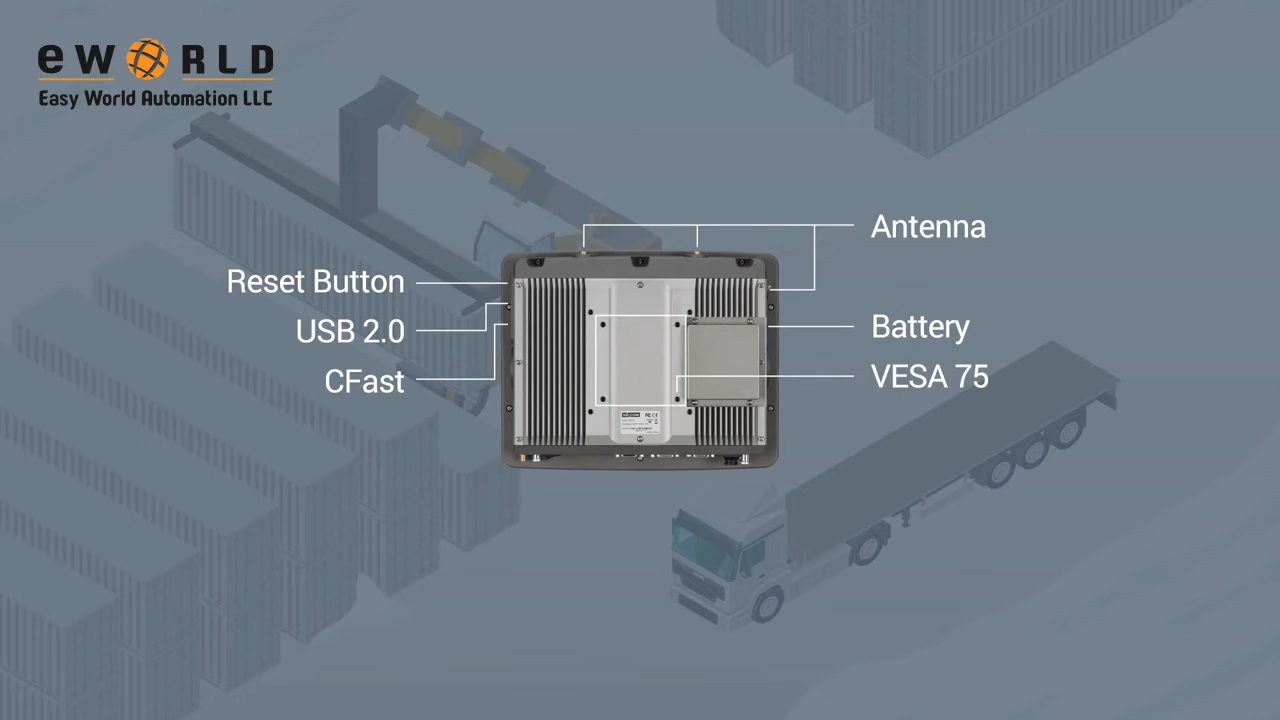 eWORLD
Easy World Automation LLC
Antenna
Reset Button
USB 2.0
CFast
Battery
VESA 75